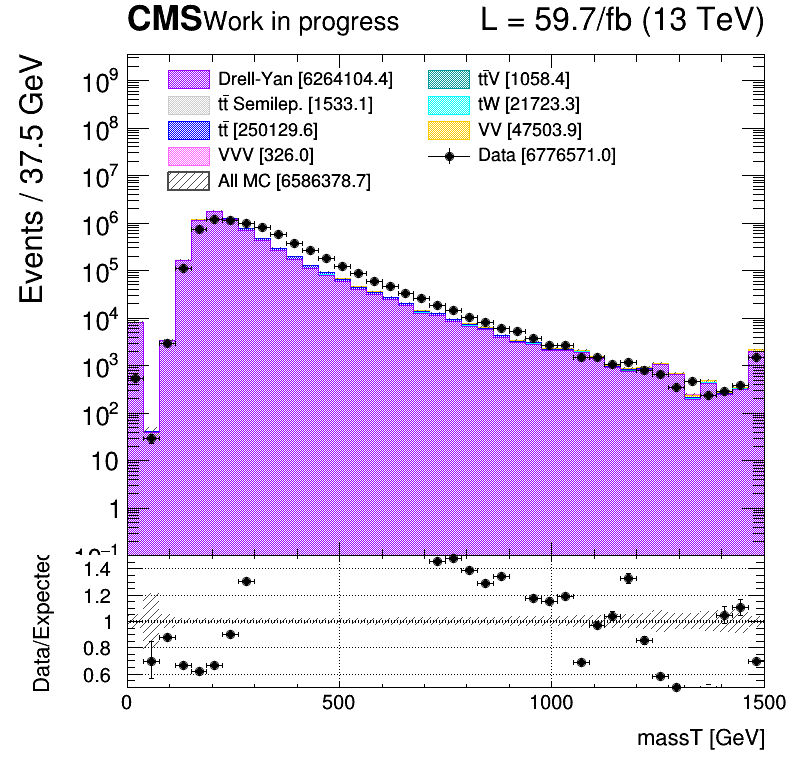 CMS Work in progress L = 59.7/fb (13 TeV)
Events / 37.5 GeV
10⁹
10⁸
10⁷
10⁶
10⁵
10⁴
10³
10²
10
1
10⁻¹
Drell-Yan [6264104.4]
tt̄ Semilep. [1533.1]
tt̄ [250129.6]
VVV [326.0]
All MC [6586378.7]
tt̄V [1058.4]
tW [21723.3]
VV [47503.9]
Data [6776571.0]
Data/Expected
1.4
1.2
1
0.8
0.6
0 500 1000 1500
massT [GeV]